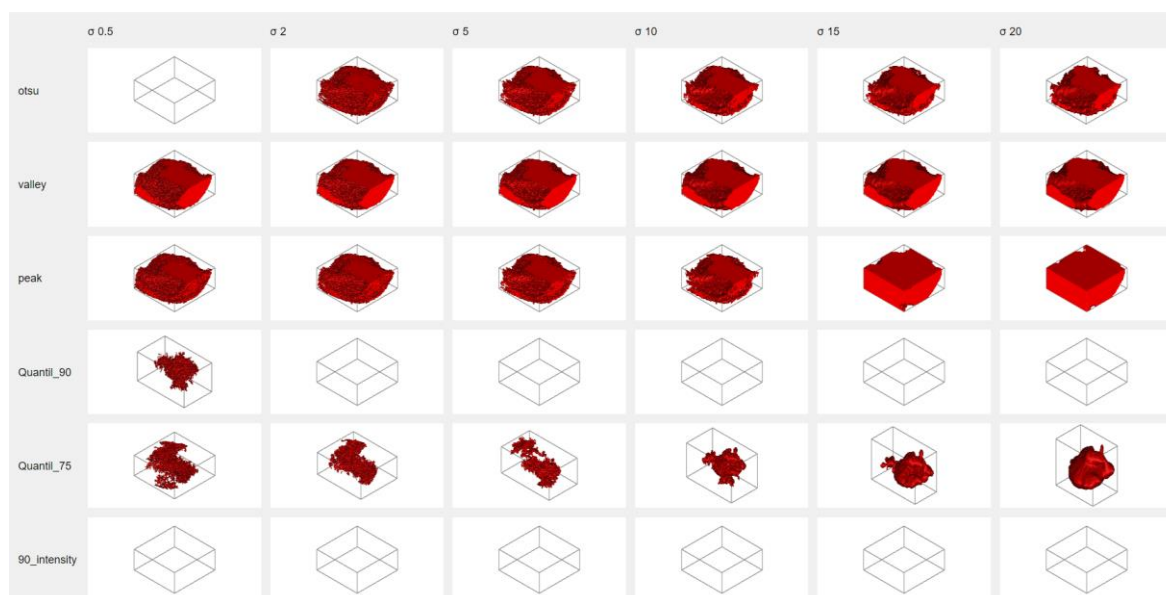 σ 0.5 σ 2 σ 5 σ 10 σ 15 σ 20
otsu
valley
peak
Quantil_90
Quantil_75
90_intensity